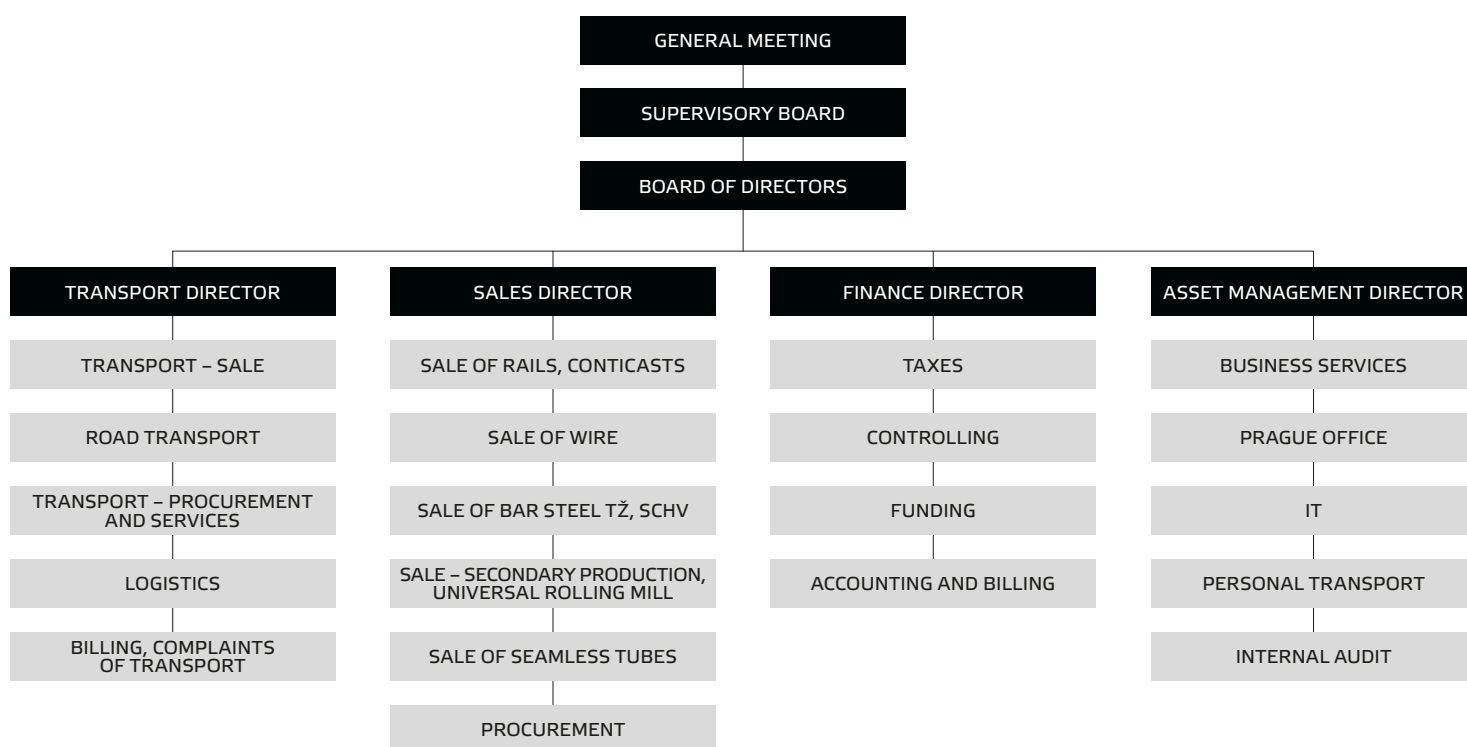 GENERAL MEETING
SUPERVISORY BOARD
BOARD OF DIRECTORS
TRANSPORT DIRECTOR
TRANSPORT – SALE
ROAD TRANSPORT
TRANSPORT – PROCUREMENT
AND SERVICES
LOGISTICS
BILLING, COMPLAINTS
OF TRANSPORT
SALES DIRECTOR
SALE OF RAILS, CONTICASTS
SALE OF WIRE
SALE OF BAR STEEL TŽ, SCHV
SALE – SECONDARY PRODUCTION,
UNIVERSAL ROLLING MILL
SALE OF SEAMLESS TUBES
PROCUREMENT
FINANCE DIRECTOR
TAXES
CONTROLLING
FUNDING
ACCOUNTING AND BILLING
ASSET MANAGEMENT DIRECTOR
BUSINESS SERVICES
PRAGUE OFFICE
IT
PERSONAL TRANSPORT
INTERNAL AUDIT